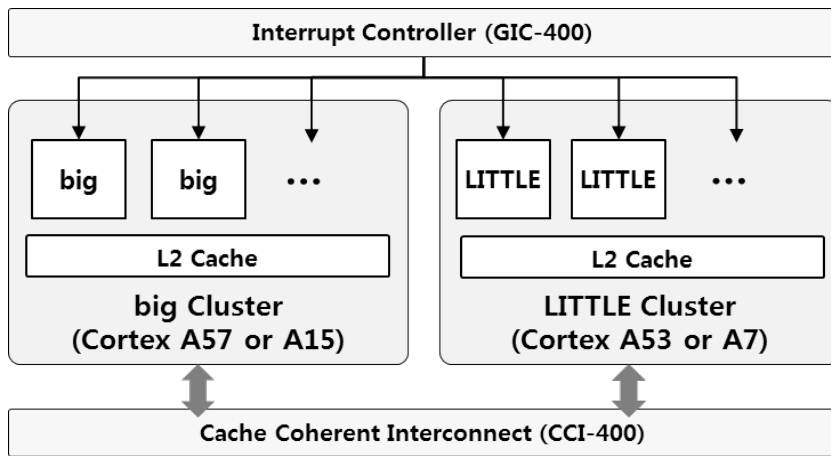 Interrupt Controller (GIC-400)
big
big
...
LITTLE
LITTLE
...
L2 Cache
L2 Cache
big Cluster
(Cortex A57 or A15)
LITTLE Cluster
(Cortex A53 or A7)
Cache Coherent Interconnect (CCI-400)